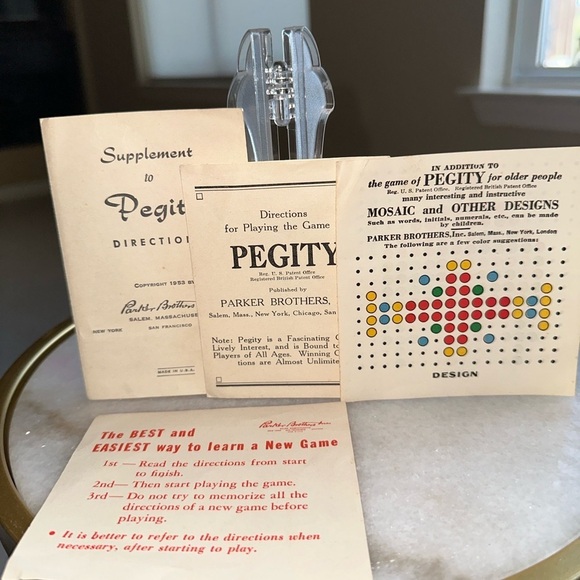 Supplement
to
Pegity
DIRECTION
COPYRIGHT 1953 BY
Parker Brothers
SALEM, MASSACHUSE
NEW YORK SAN FRANCISCO
MADE IN U.S.A.
Directions
for Playing the Game
PEGITY
Reg. U. S. Patent Office
Registered British Patent Office
Published by
PARKER BROTHERS,
Salem, Mass., New York, Chicago, San
Note: Pegity is a Fascinating G
Lively Interest, and is Bound to
Players of All Ages. Winning C
tions are Almost Unlimite
IN ADDITION TO
the game of PEGITY for older people
Reg. U. S. Patent Office, Registered British Patent Office
many interesting and instructive
MOSAIC and OTHER DESIGNS
Such as words, initials, numerals, etc., can be made
by children.
PARKER BROTHERS, Inc. Salem, Mass., New York, London
The following are a few color suggestions:
DESIGN
Parker Brothers Inc
The BEST and
EASIEST way to learn a New Game
1st — Read the directions from start
to finish.
2nd — Then start playing the game.
3rd — Do not try to memorize all the
directions of a new game before
playing.
• It is better to refer to the directions when
necessary, after starting to play.